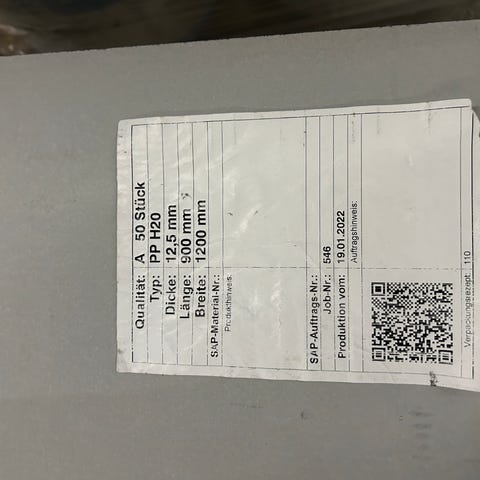 Qualität: A 50 Stück
Typ: PP H20
Dicke: 12,5 mm
Länge: 900 mm
Breite: 1200 mm
SAP-Material-Nr.:
Produkthinweis:
SAP-Auftrags-Nr.:
Job-Nr.: 546
Produktion vom: 19.01.2022
Auftragshinweis:
Verpackungsrezept: 110